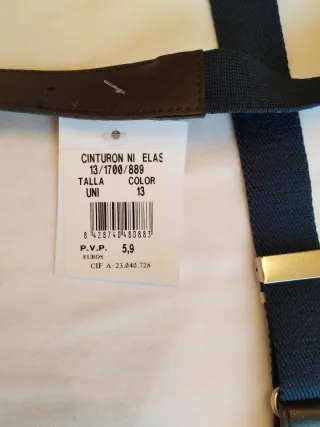 CINTURON NI ELAS
13/1700/889
TALLA COLOR
UNI 13
8 428740 480883
P.V.P. 5,9
EUROS
CIF A-23.040.728